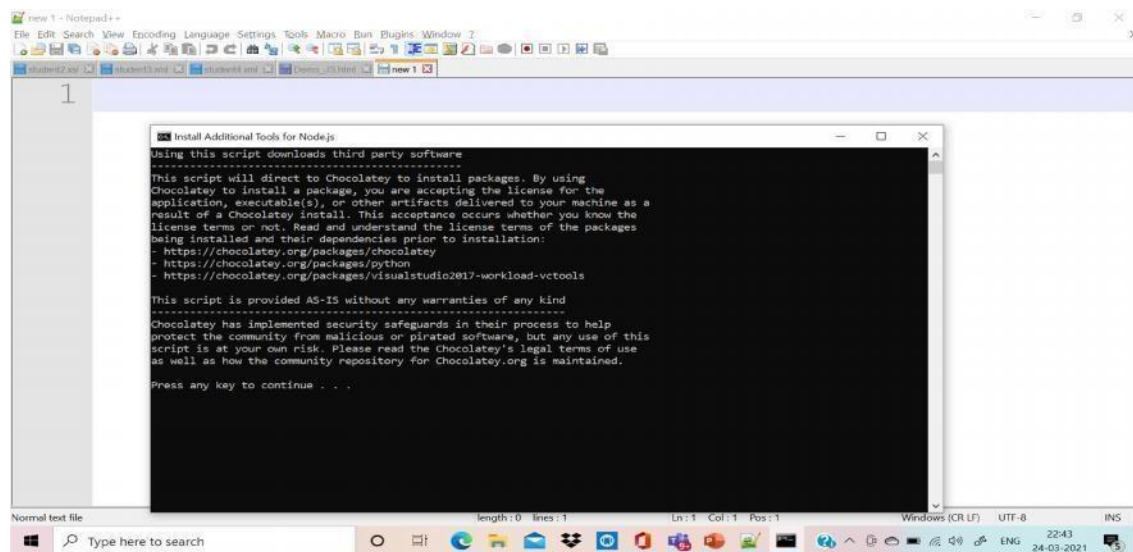 new 1 - Notepad++
File Edit Search View Encoding Language Settings Tools Macro Run Plugins Window ?
student2.xsl student3.xml student4.xml Demo_JS.html new 1
1
Install Additional Tools for Node.js
Using this script downloads third party software
------------------------------------------------
This script will direct to Chocolatey to install packages. By using
Chocolatey to install a package, you are accepting the license for the
application, executable(s), or other artifacts delivered to your machine as a
result of a Chocolatey install. This acceptance occurs whether you know the
license terms or not. Read and understand the license terms of the packages
being installed and their dependencies prior to installation:
- https://chocolatey.org/packages/chocolatey
- https://chocolatey.org/packages/python
- https://chocolatey.org/packages/visualstudio2017-workload-vctools
This script is provided AS-IS without any warranties of any kind
----------------------------------------------------------------
Chocolatey has implemented security safeguards in their process to help
protect the community from malicious or pirated software, but any use of this
script is at your own risk. Please read the Chocolatey's legal terms of use
as well as how the community repository for Chocolatey.org is maintained.
Press any key to continue . . .
Normal text file length : 0 lines : 1 Ln : 1 Col : 1 Pos : 1 Windows (CR LF) UTF-8 INS
Type here to search ENG 22:43
24-03-2021